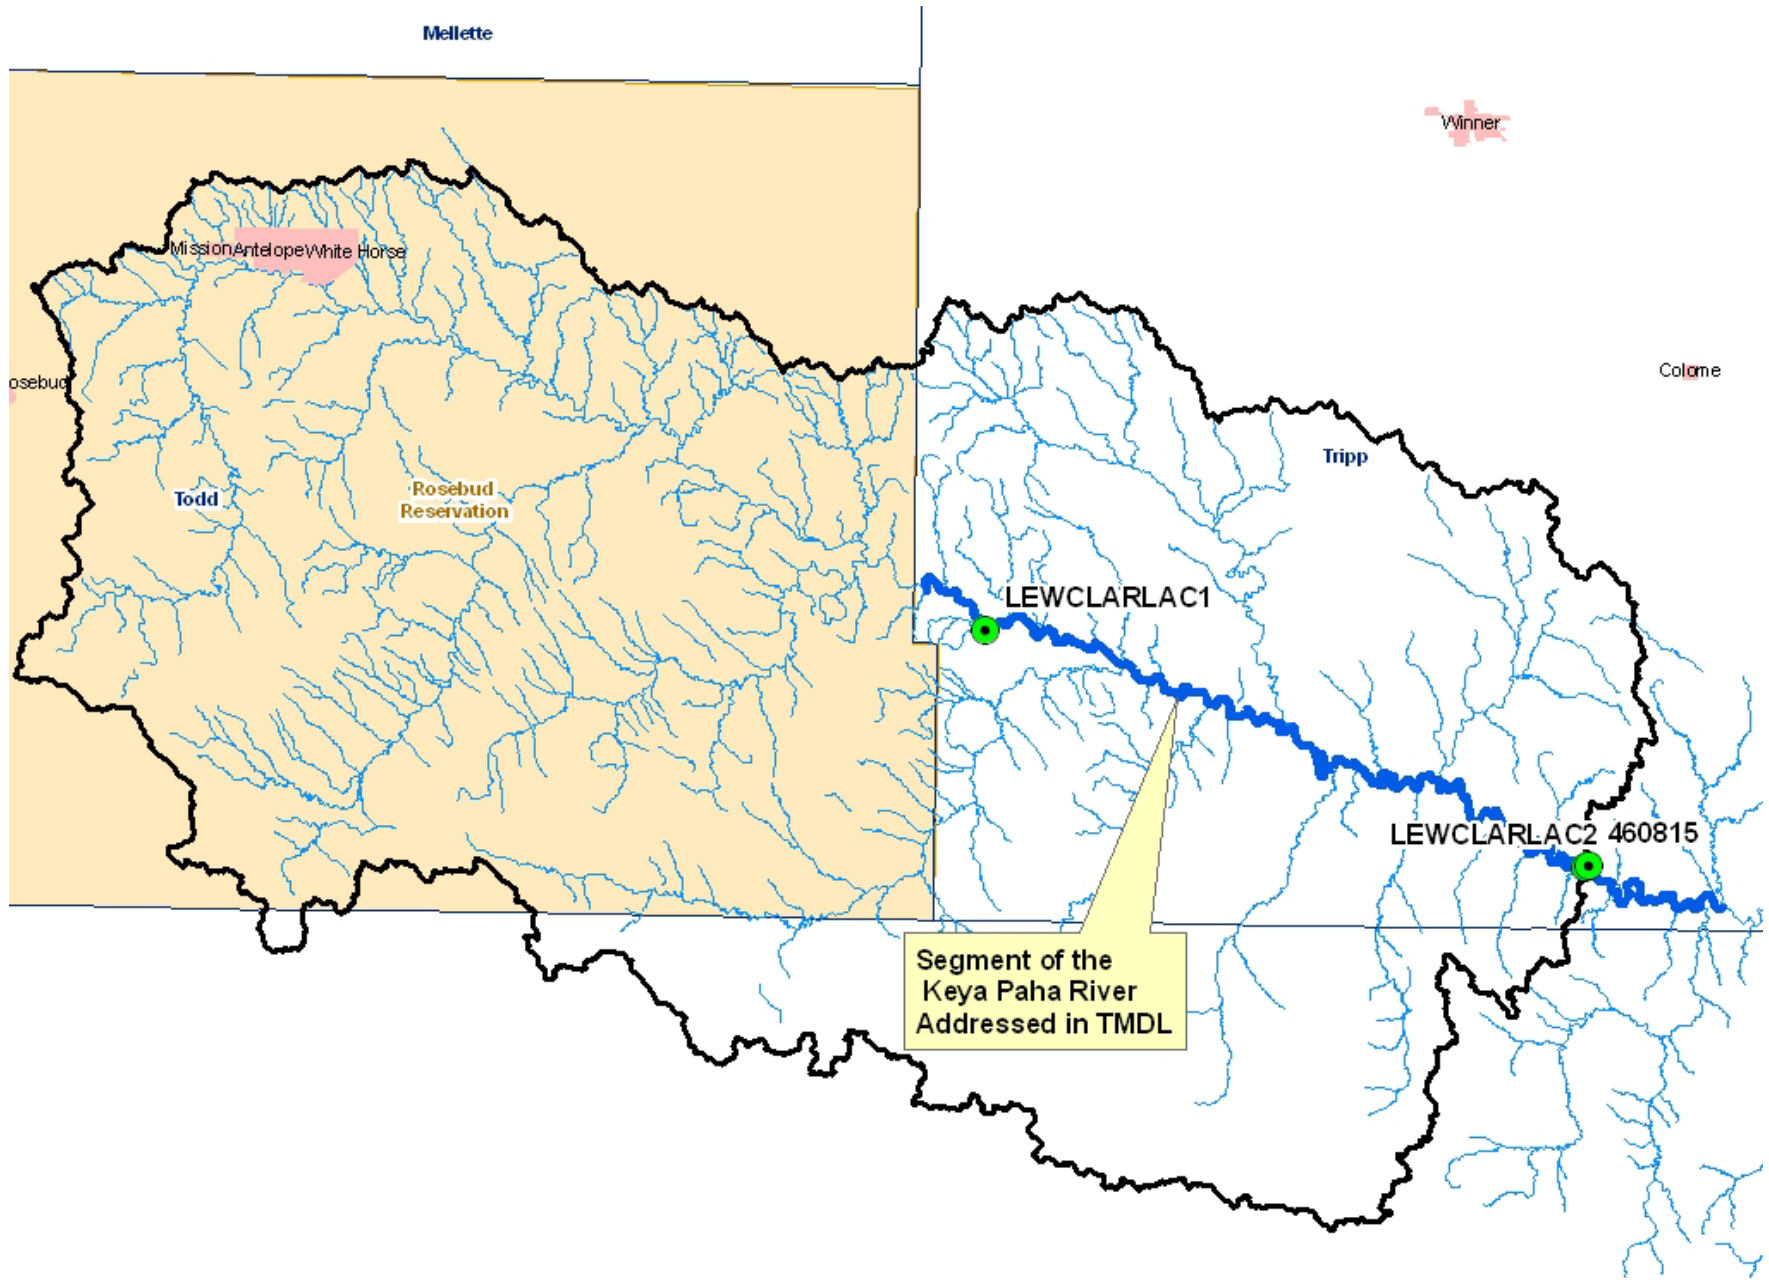 Mellette
Winner
Mission Antelope White Horse
osebud
Colome
Tripp
Todd
Rosebud
Reservation
LEWCLARLAC1
LEWCLARLAC2 460815
Segment of the
Keya Paha River
Addressed in TMDL